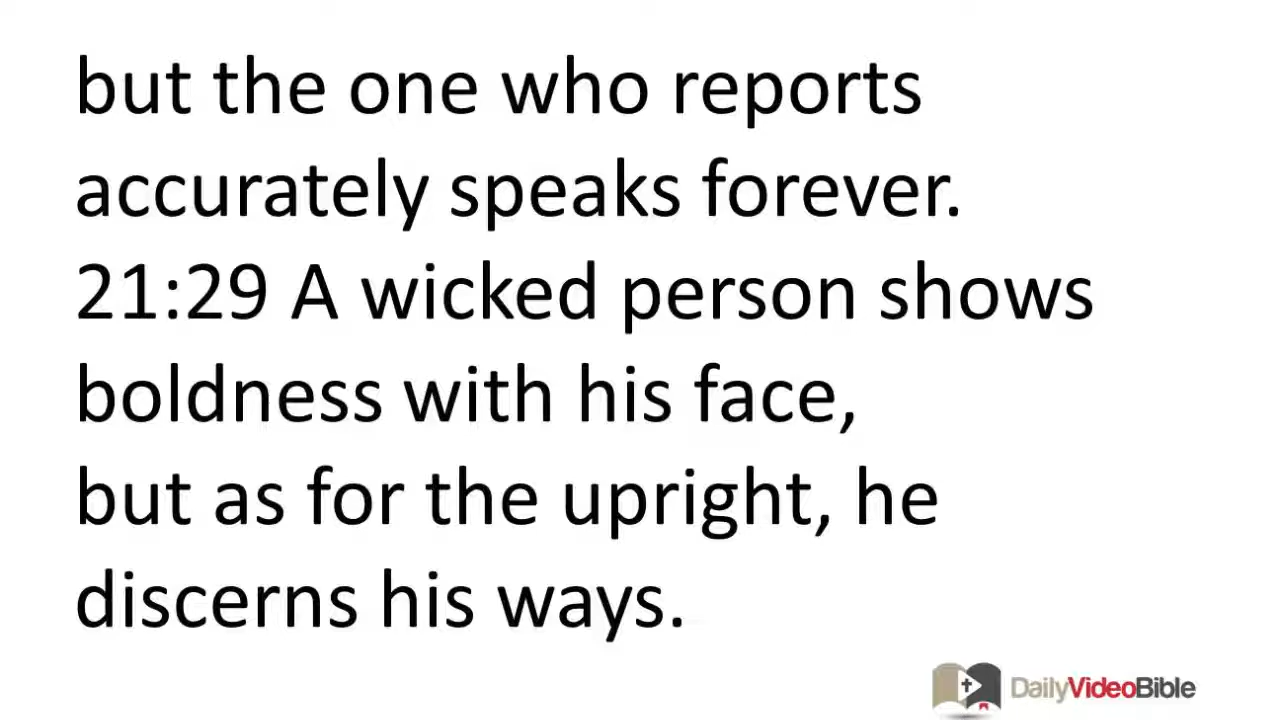 but the one who reports
accurately speaks forever.
21:29 A wicked person shows
boldness with his face,
but as for the upright, he
discerns his ways.
DailyVideoBible